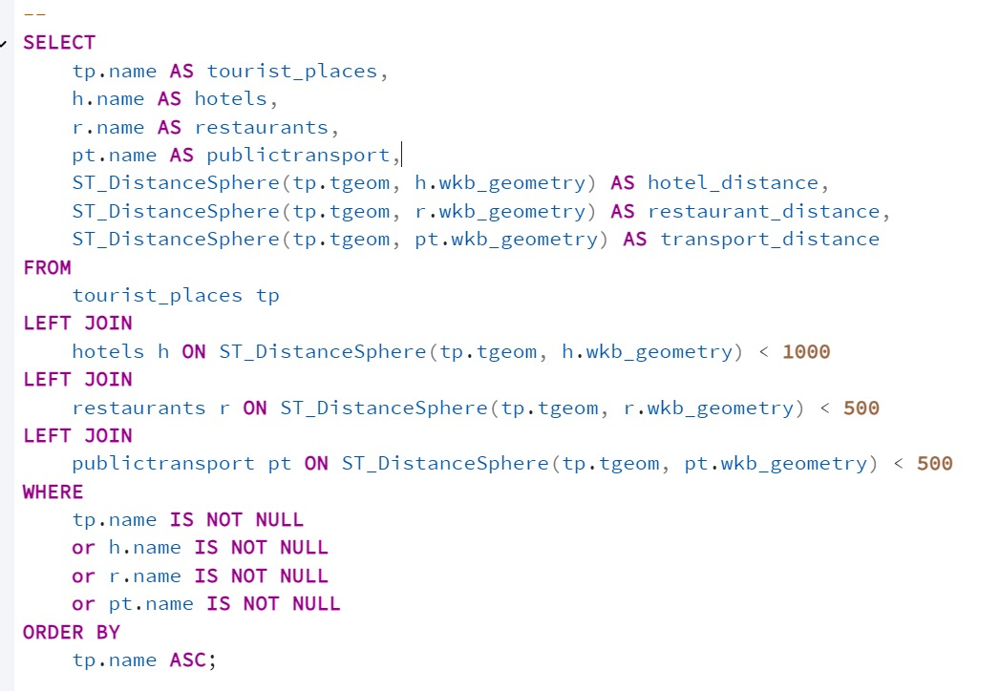 --
SELECT
    tp.name AS tourist_places,
    h.name AS hotels,
    r.name AS restaurants,
    pt.name AS publictransport,
    ST_DistanceSphere(tp.tgeom, h.wkb_geometry) AS hotel_distance,
    ST_DistanceSphere(tp.tgeom, r.wkb_geometry) AS restaurant_distance,
    ST_DistanceSphere(tp.tgeom, pt.wkb_geometry) AS transport_distance
FROM
    tourist_places tp
LEFT JOIN
    hotels h ON ST_DistanceSphere(tp.tgeom, h.wkb_geometry) < 1000
LEFT JOIN
    restaurants r ON ST_DistanceSphere(tp.tgeom, r.wkb_geometry) < 500
LEFT JOIN
    publictransport pt ON ST_DistanceSphere(tp.tgeom, pt.wkb_geometry) < 500
WHERE
    tp.name IS NOT NULL
    or h.name IS NOT NULL
    or r.name IS NOT NULL
    or pt.name IS NOT NULL
ORDER BY
    tp.name ASC;